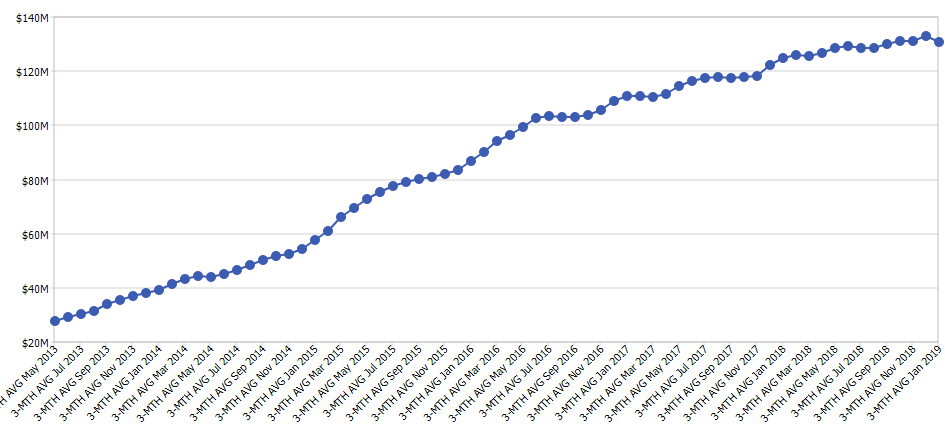 $140M
$120M
$100M
$80M
$60M
$40M
$20M
AVG May 2013
3-MTH AVG Jul 2013
3-MTH AVG Sep 2013
3-MTH AVG Nov 2013
3-MTH AVG Jan 2014
3-MTH AVG Mar 2014
3-MTH AVG May 2014
3-MTH AVG Jul 2014
3-MTH AVG Sep 2014
3-MTH AVG Nov 2014
3-MTH AVG Jan 2015
3-MTH AVG Mar 2015
3-MTH AVG May 2015
3-MTH AVG Jul 2015
3-MTH AVG Sep 2015
3-MTH AVG Nov 2015
3-MTH AVG Jan 2016
3-MTH AVG Mar 2016
3-MTH AVG May 2016
3-MTH AVG Jul 2016
3-MTH AVG Sep 2016
3-MTH AVG Nov 2016
3-MTH AVG Jan 2017
3-MTH AVG Mar 2017
3-MTH AVG May 2017
3-MTH AVG Jul 2017
3-MTH AVG Sep 2017
3-MTH AVG Nov 2017
3-MTH AVG Jan 2018
3-MTH AVG Mar 2018
3-MTH AVG May 2018
3-MTH AVG Jul 2018
3-MTH AVG Sep 2018
3-MTH AVG Nov 2018
3-MTH AVG Jan 2019